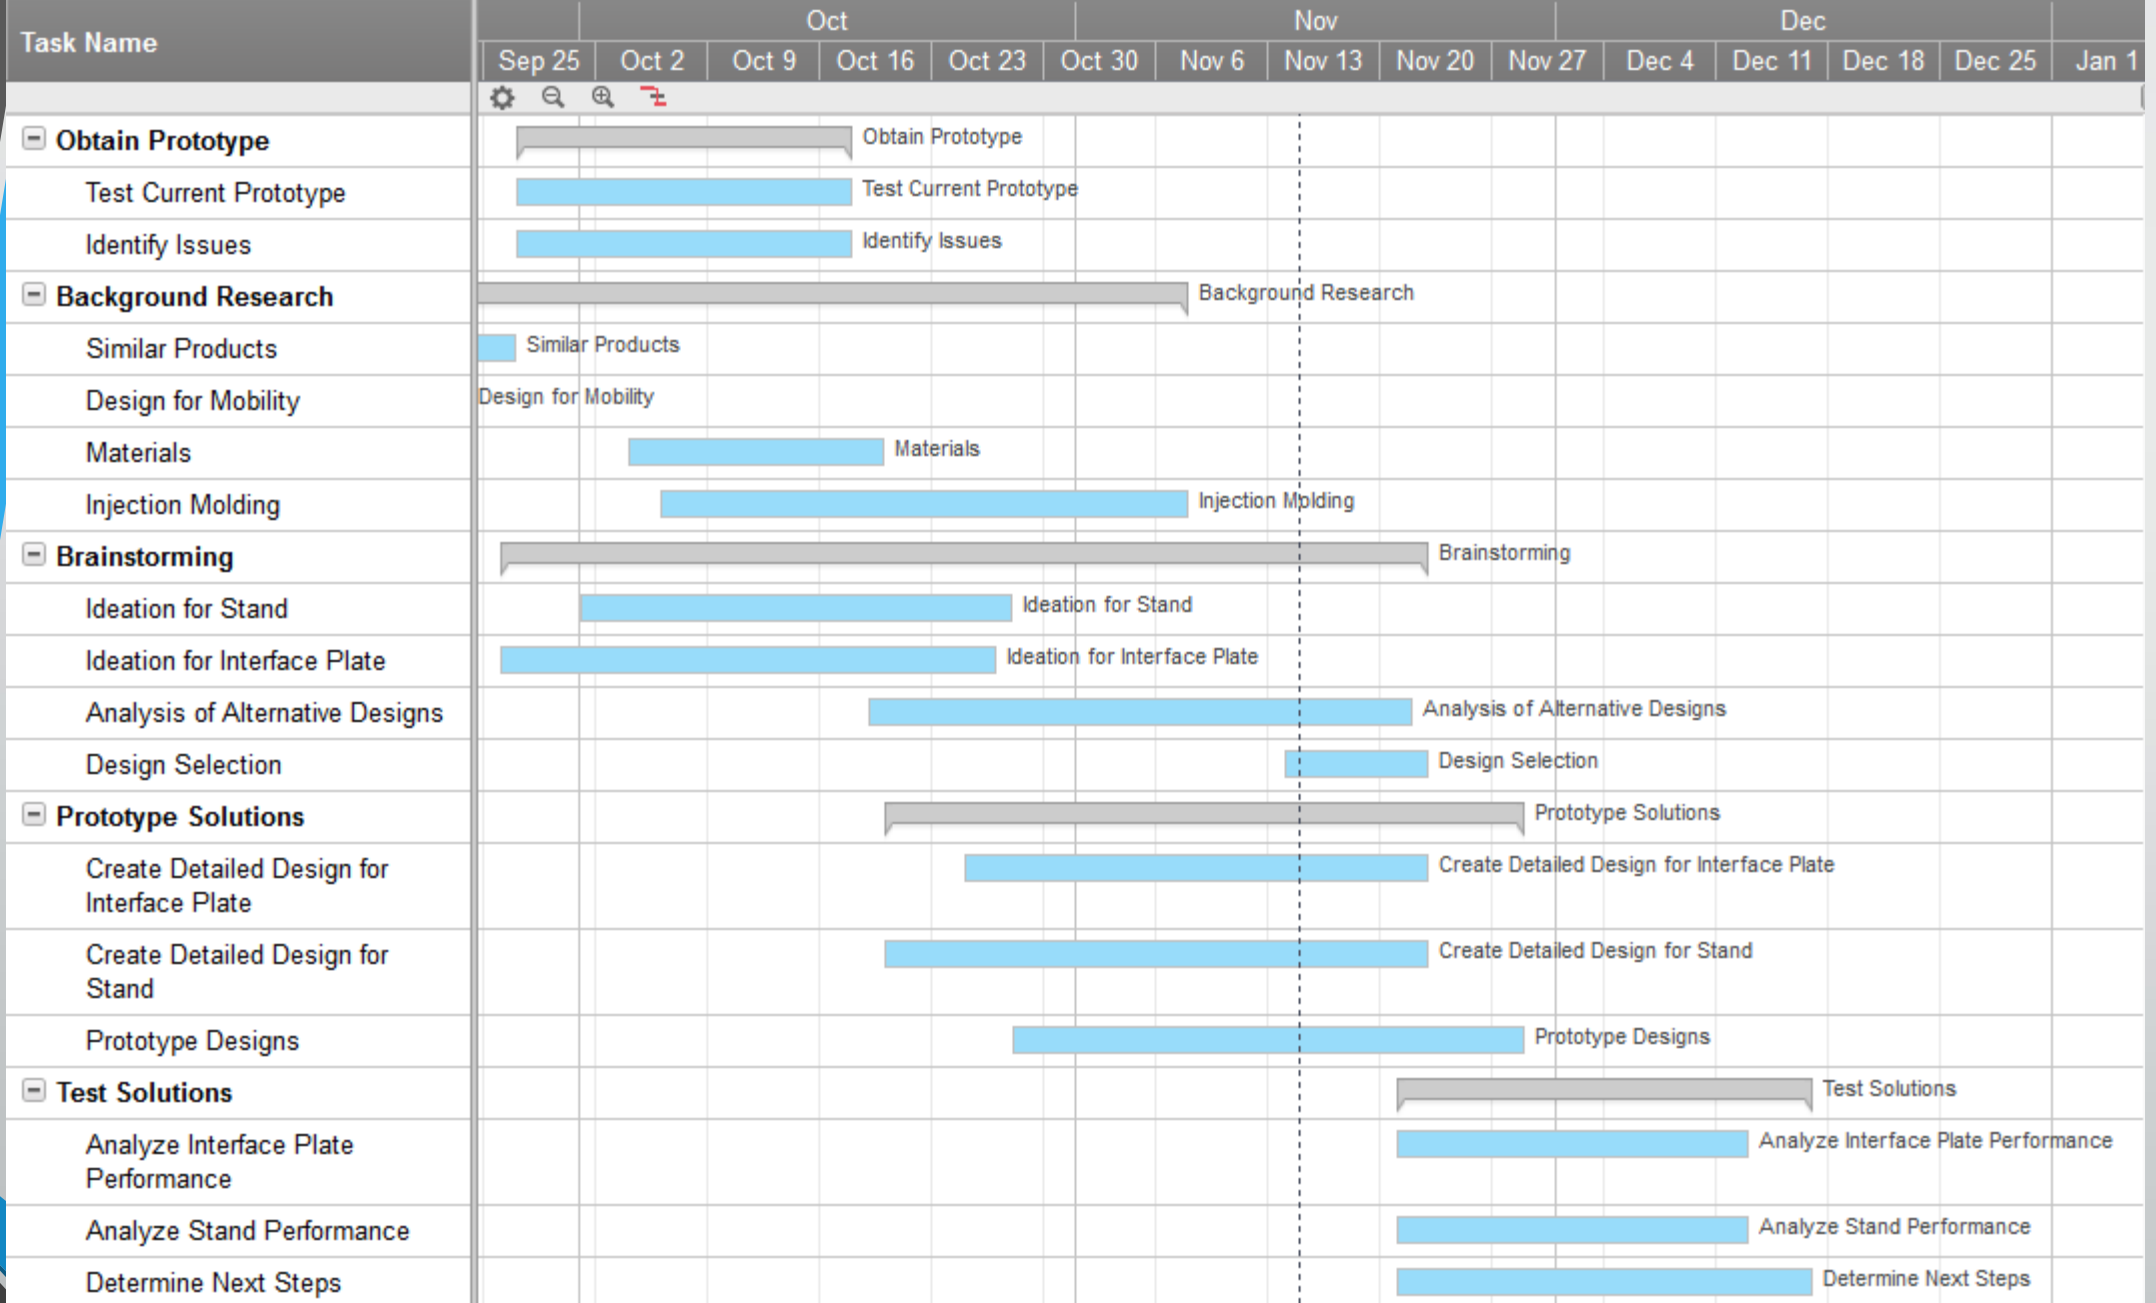 Task Name
Oct Nov Dec
Sep 25 Oct 2 Oct 9 Oct 16 Oct 23 Oct 30 Nov 6 Nov 13 Nov 20 Nov 27 Dec 4 Dec 11 Dec 18 Dec 25 Jan 1
Obtain Prototype Obtain Prototype
Test Current Prototype Test Current Prototype
Identify Issues Identify Issues
Background Research Background Research
Similar Products Similar Products
Design for Mobility Design for Mobility
Materials Materials
Injection Molding Injection Molding
Brainstorming Brainstorming
Ideation for Stand Ideation for Stand
Ideation for Interface Plate Ideation for Interface Plate
Analysis of Alternative Designs Analysis of Alternative Designs
Design Selection Design Selection
Prototype Solutions Prototype Solutions
Create Detailed Design for Create Detailed Design for Interface Plate
Interface Plate
Create Detailed Design for Create Detailed Design for Stand
Stand
Prototype Designs Prototype Designs
Test Solutions Test Solutions
Analyze Interface Plate Analyze Interface Plate Performance
Performance
Analyze Stand Performance Analyze Stand Performance
Determine Next Steps Determine Next Steps